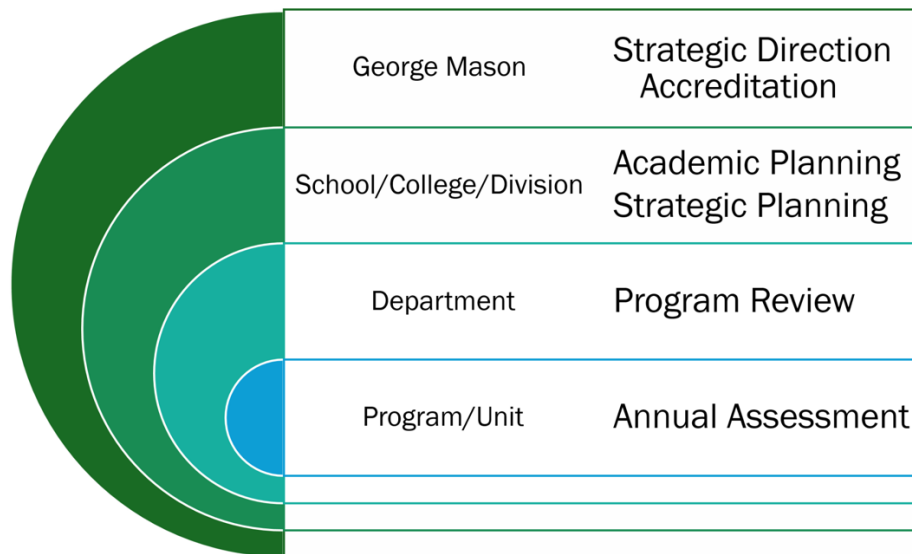 George Mason
Strategic Direction
Accreditation
School/College/Division
Academic Planning
Strategic Planning
Department
Program Review
Program/Unit
Annual Assessment